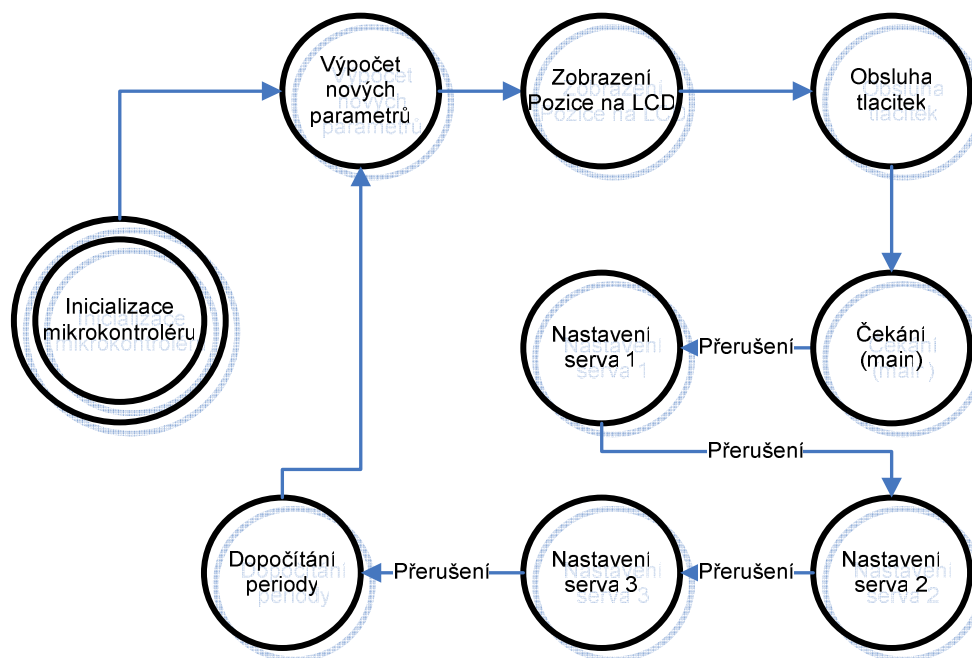 Výpočet
nových
parametrů
Zobrazení
Pozice na LCD
Obsluha
tlacitek
Inicializace
mikrokontroléru
Nastavení
serva 1
Přerušení
Čekání
(main)
Přerušení
Dopočítání
periody
Přerušení
Nastavení
serva 3
Přerušení
Nastavení
serva 2